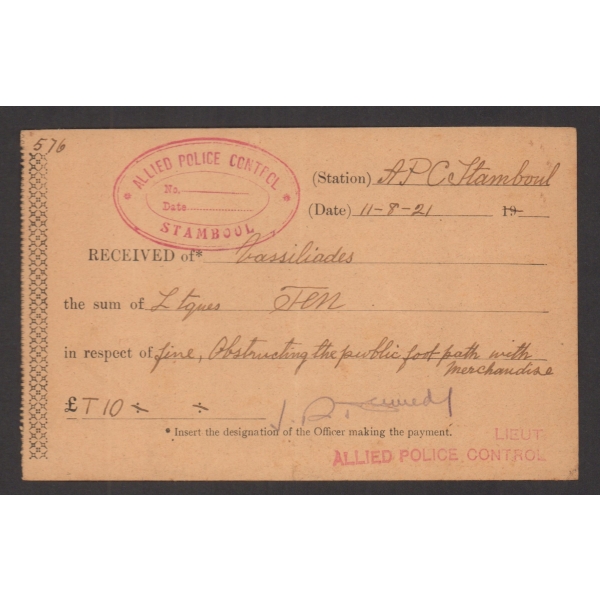 576
ALLIED POLICE CONTROL
No.
Date
STAMBOUL
(Station) A.P.C. Stamboul
(Date) 11-8-21 19
RECEIVED of* Vassiliades
the sum of L tques Ten
in respect of fine, Obstructing the public foot path with
Merchandise
£ T 10 ÷ ÷
* Insert the designation of the Officer making the payment.
LIEUT
ALLIED POLICE CONTROL